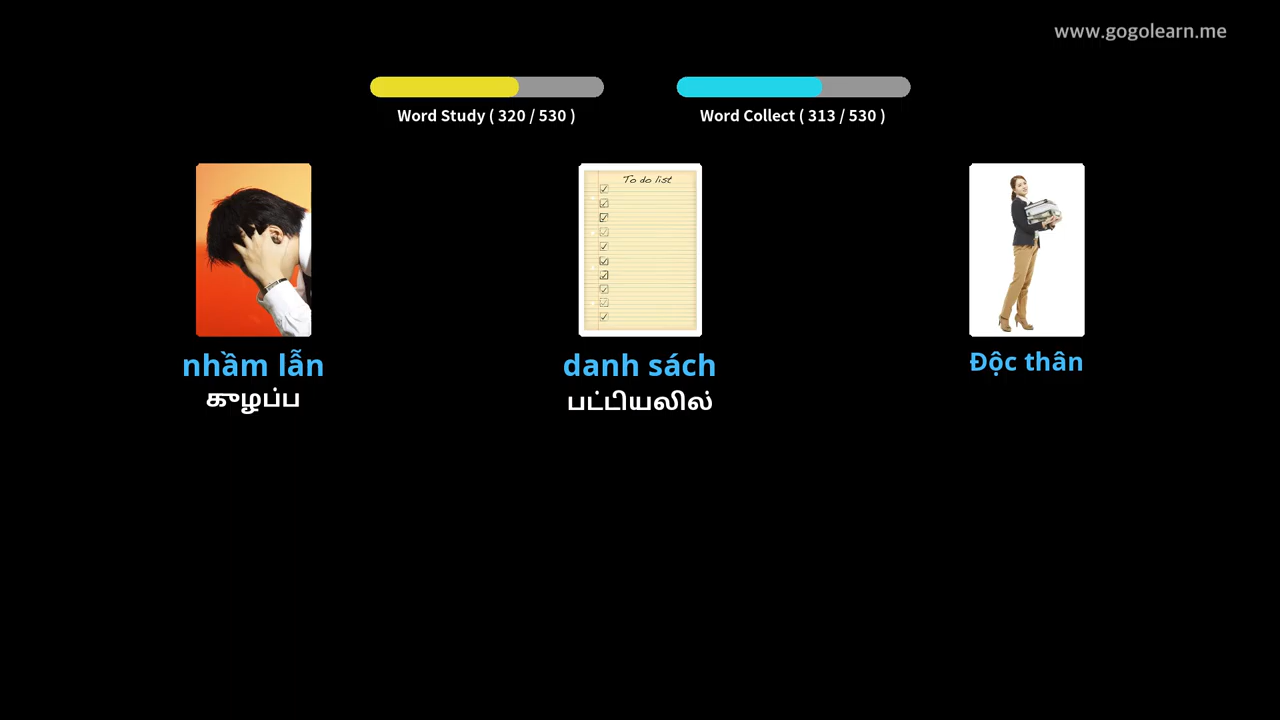 www.gogolearn.me
Word Study ( 320 / 530 )
Word Collect ( 313 / 530 )
To do list
nhầm lẫn
danh sách
Độc thân
குழப்ப
பட்டியலில்